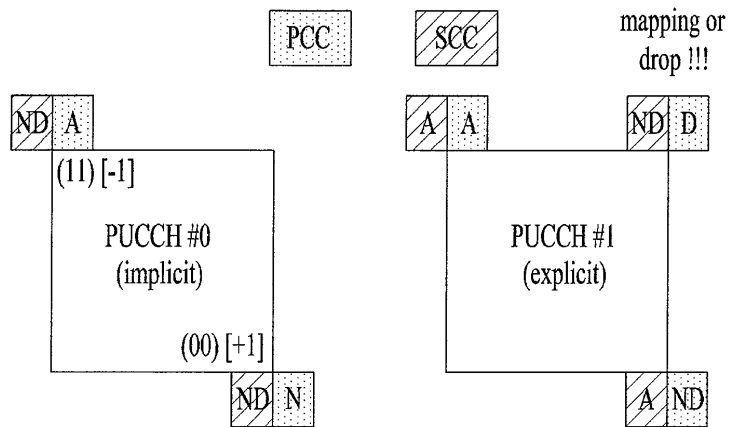 PCC
SCC
mapping or
drop !!!
ND A
A A
ND D
(11) [-1]
PUCCH #0
(implicit)
PUCCH #1
(explicit)
(00) [+1]
ND N
A ND